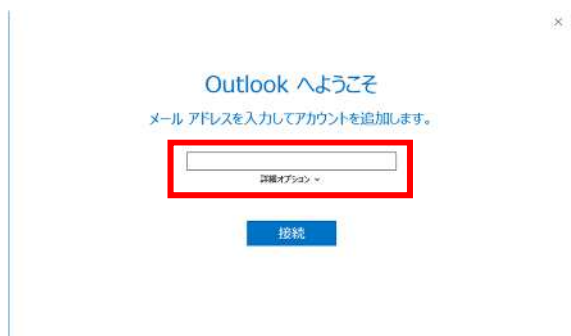 Outlook へようこそ
メール アドレスを入力してアカウントを追加します。
詳細オプション
接続